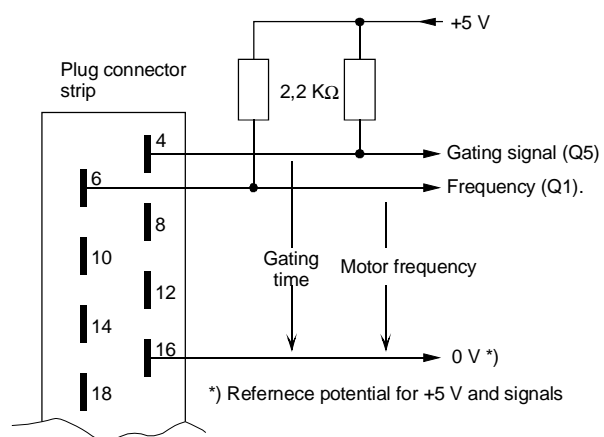 +5 V
Plug connector
strip
2,2 KΩ
4
Gating signal (Q5)
6
Frequency (Q1).
8
10
Gating
time
Motor frequency
12
14
16
0 V *)
18
*) Refernece potential for +5 V and signals